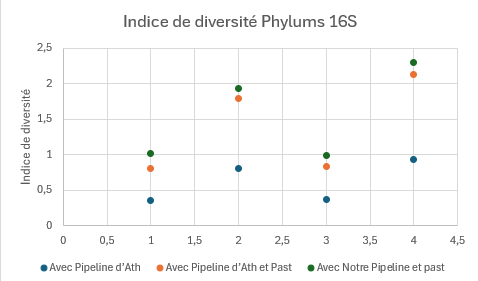 Indice de diversité Phylums 16S
2,5
2
1,5
1
0,5
0
Indice de diversité
0 0,5 1 1,5 2 2,5 3 3,5 4 4,5
Avec Pipeline d'Ath Avec Pipeline d'Ath et Past Avec Notre Pipeline et past